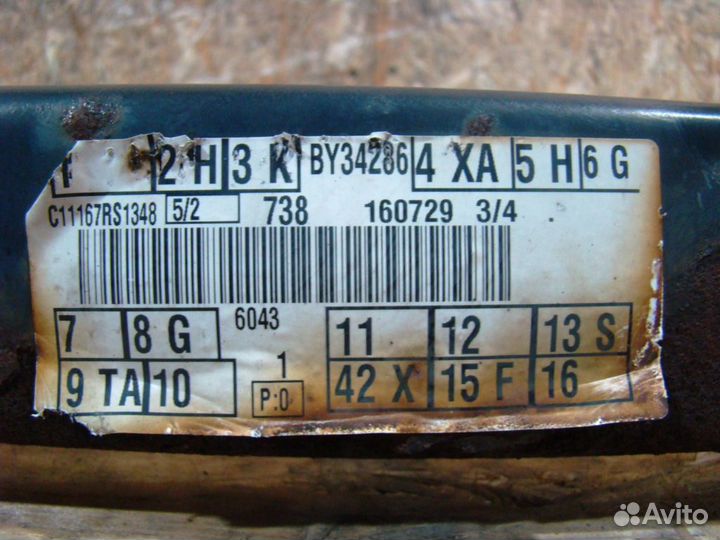 2 H 3 K BY34286 4 XA 5 H 6 G
C11167RS1348 5/2 738 160729 3/4
7 8 G 6043 11 12 13 S
9 TA 10 1 P:0 42 X 15 F 16
Avito